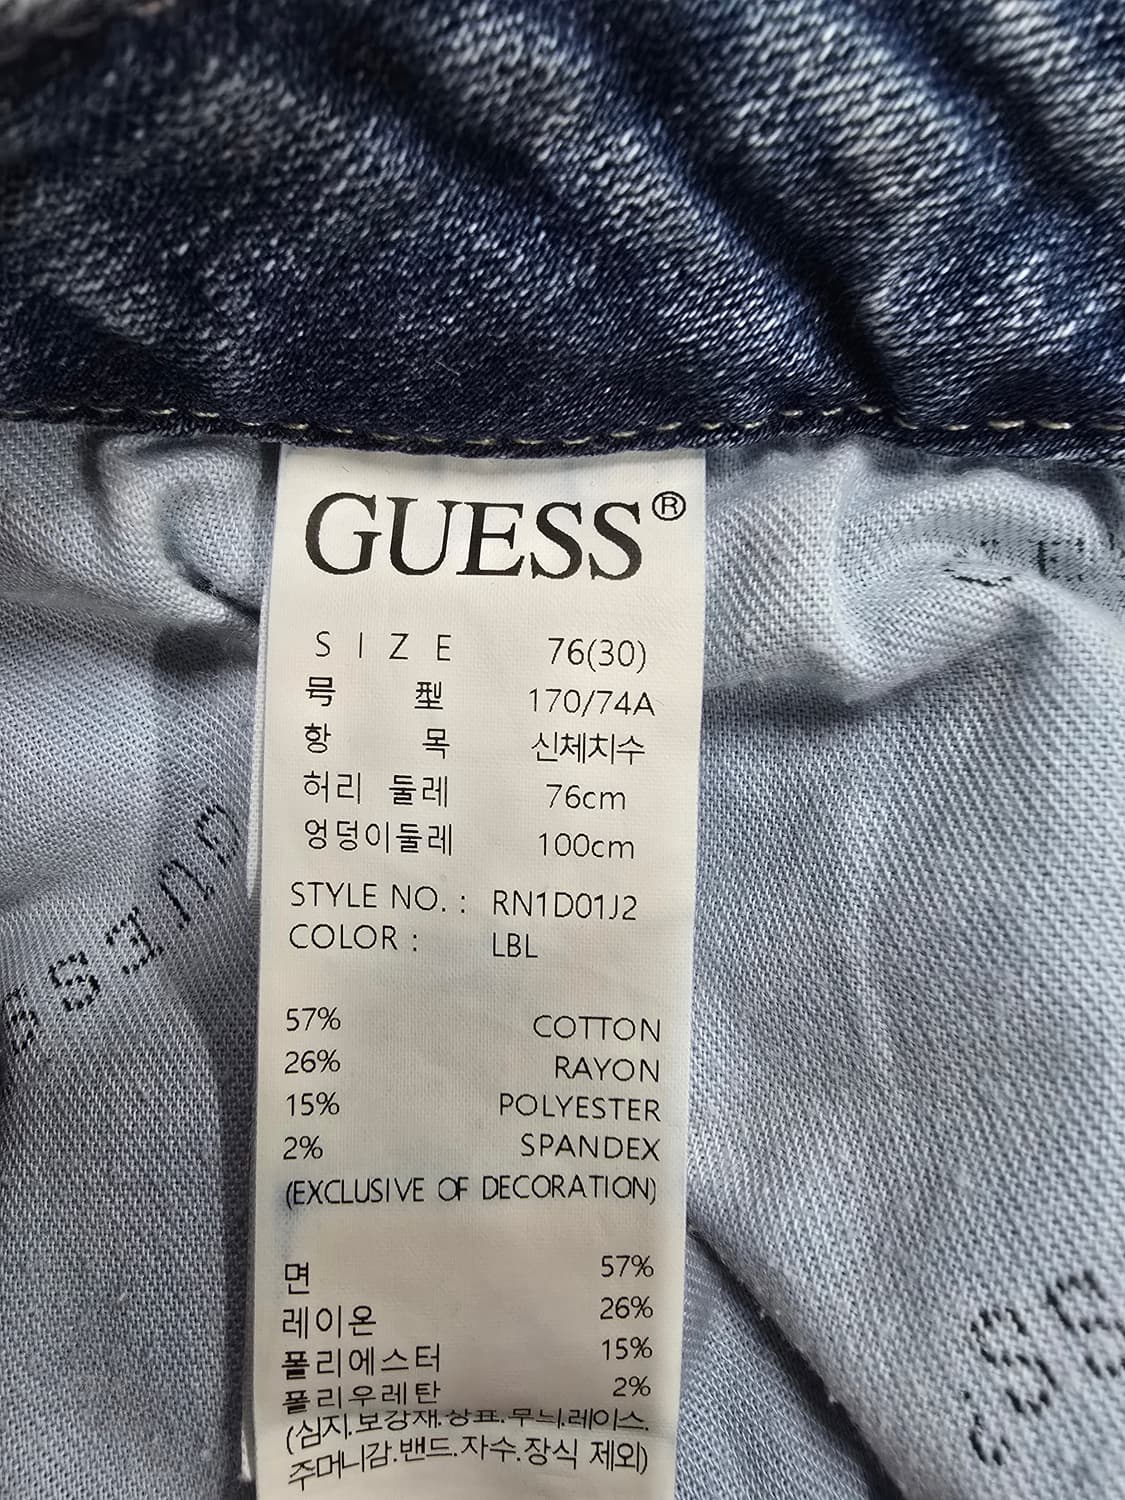 GUESS®
SIZE 76(30)
号型 170/74A
항목 신체치수
허리 둘레 76cm
엉덩이둘레 100cm
STYLE NO. : RN1D01J2
COLOR : LBL
57% COTTON
26% RAYON
15% POLYESTER
2% SPANDEX
(EXCLUSIVE OF DECORATION)
면 57%
레이온 26%
폴리에스터 15%
폴리우레탄 2%
(심지.보강재.상표.무늬.레이스.
주머니감.밴드.자수.장식 제외)
GUESS